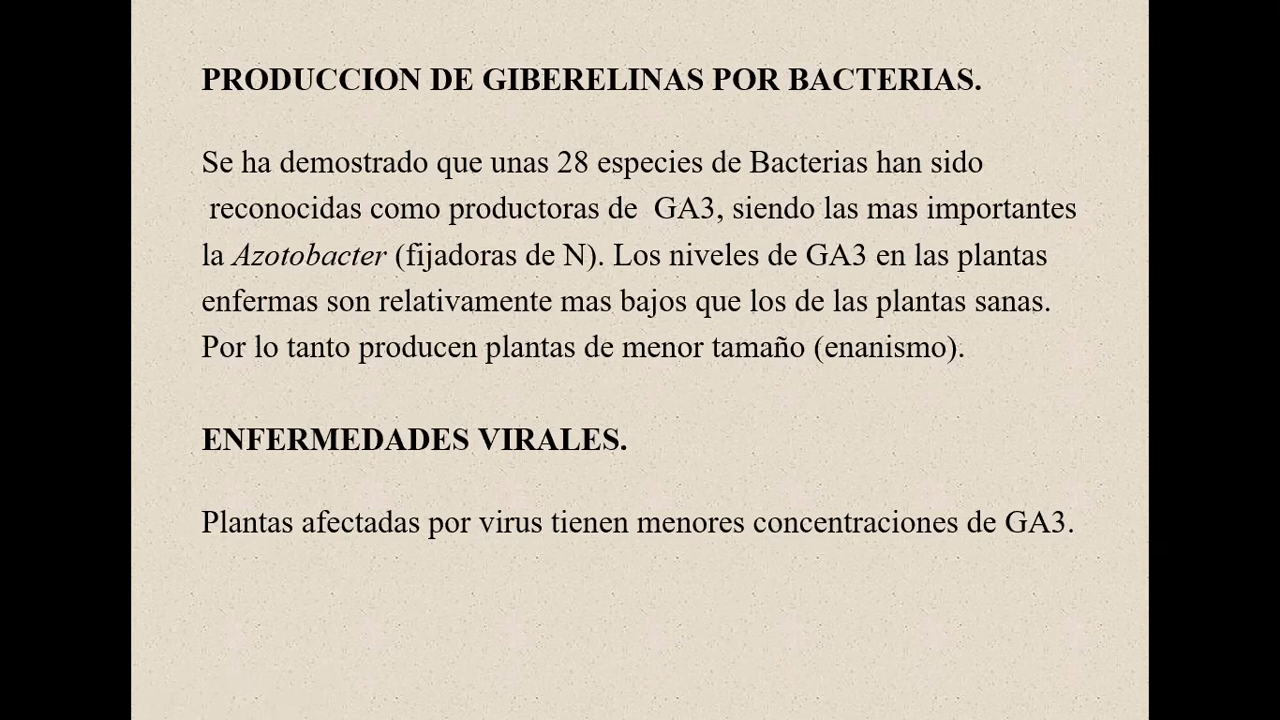 PRODUCCION DE GIBERELINAS POR BACTERIAS.
Se ha demostrado que unas 28 especies de Bacterias han sido
reconocidas como productoras de  GA3, siendo las mas importantes
la Azotobacter (fijadoras de N). Los niveles de GA3 en las plantas
enfermas son relativamente mas bajos que los de las plantas sanas.
Por lo tanto producen plantas de menor tamaño (enanismo).
ENFERMEDADES VIRALES.
Plantas afectadas por virus tienen menores concentraciones de GA3.